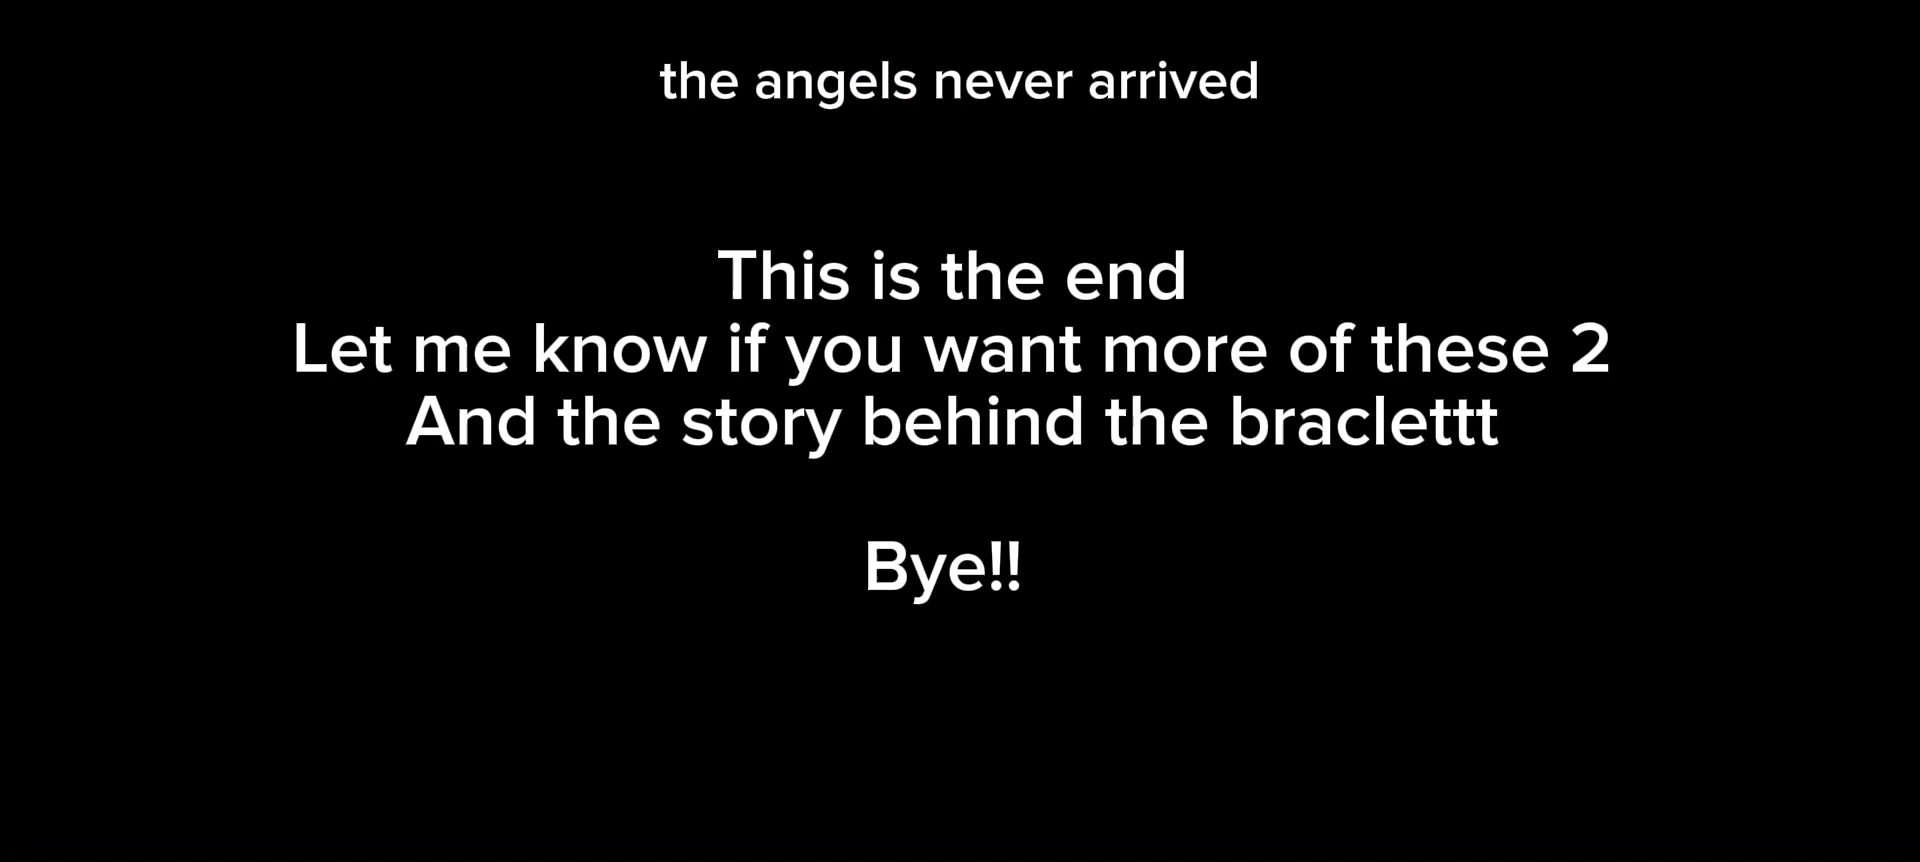 the angels never arrived
This is the end
Let me know if you want more of these 2
And the story behind the braclettt
Bye!!